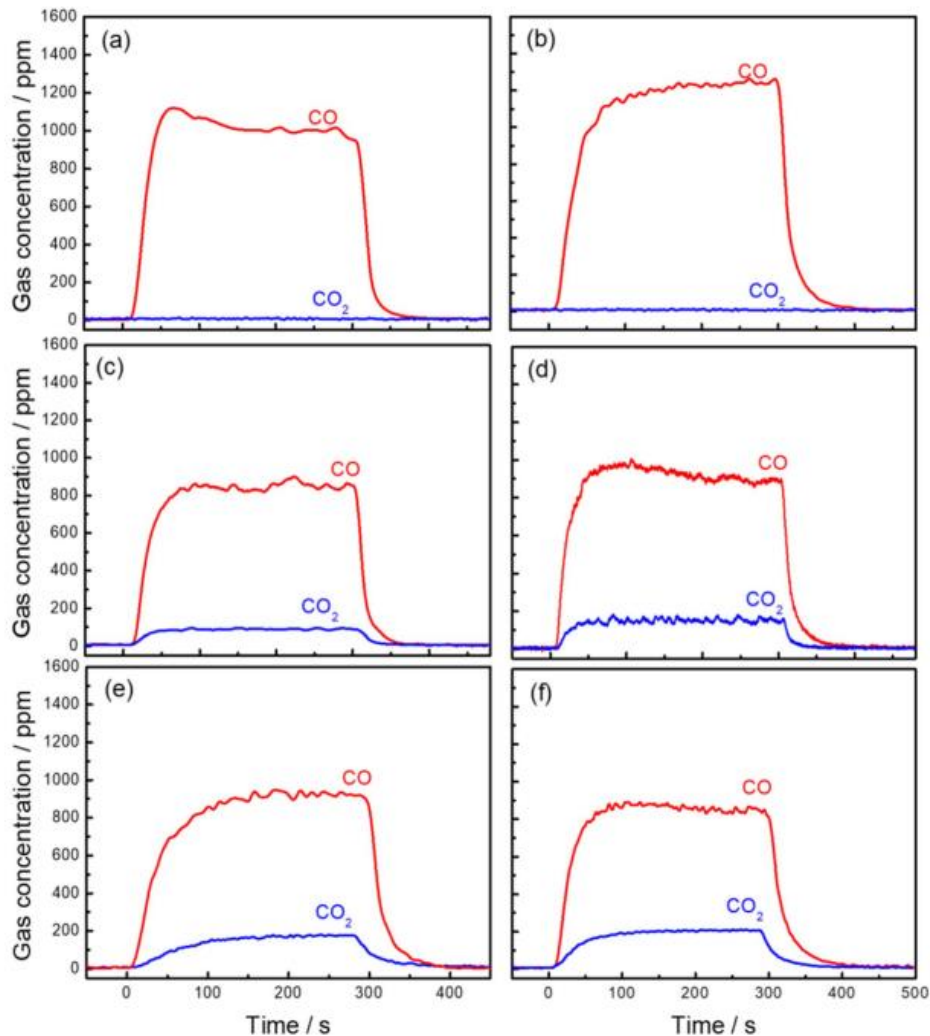 (a)
(b)
Gas concentration / ppm
1600
1400
1200
1000
800
600
400
200
0
CO
CO₂
CO
CO₂
(c)
(d)
Gas concentration / ppm
1600
1400
1200
1000
800
600
400
200
0
CO
CO₂
CO
CO₂
(e)
(f)
Gas concentration / ppm
1600
1400
1200
1000
800
600
400
200
0
CO
CO₂
CO
CO₂
0 100 200 300 400
0 100 200 300 400 500
Time / s
Time / s